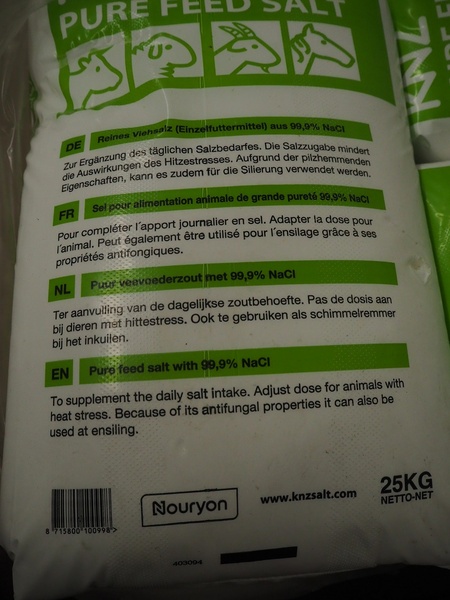 PURE FEED SALT
DE Reines Viehsalz (Einzelfuttermittel) aus 99,9% NaCl
Zur Ergänzung des täglichen Salzbedarfes. Die Salzzugabe mindert
die Auswirkungen des Hitzestresses. Aufgrund der pilzhemmenden
Eigenschaften, kann es zudem für die Silierung verwendet werden.
FR Sel pour alimentation animale de grande pureté 99,9% NaCl
Pour compléter l'apport journalier en sel. Adapter la dose pour
l'animal. Peut également être utilisé pour l'ensilage grâce à ses
propriétés antifongiques.
NL Puur veevoederzout met 99,9% NaCl
Ter aanvulling van de dagelijkse zoutbehoefte. Pas de dosis aan
bij dieren met hittestress. Ook te gebruiken als schimmelremmer
bij het inkuilen.
EN Pure feed salt with 99,9% NaCl
To supplement the daily salt intake. Adjust dose for animals with
heat stress. Because of its antifungal properties it can also be
used at ensiling.
Nouryon
www.knzsalt.com
25KG
NETTO-NET
8 715800 100998 >
403094